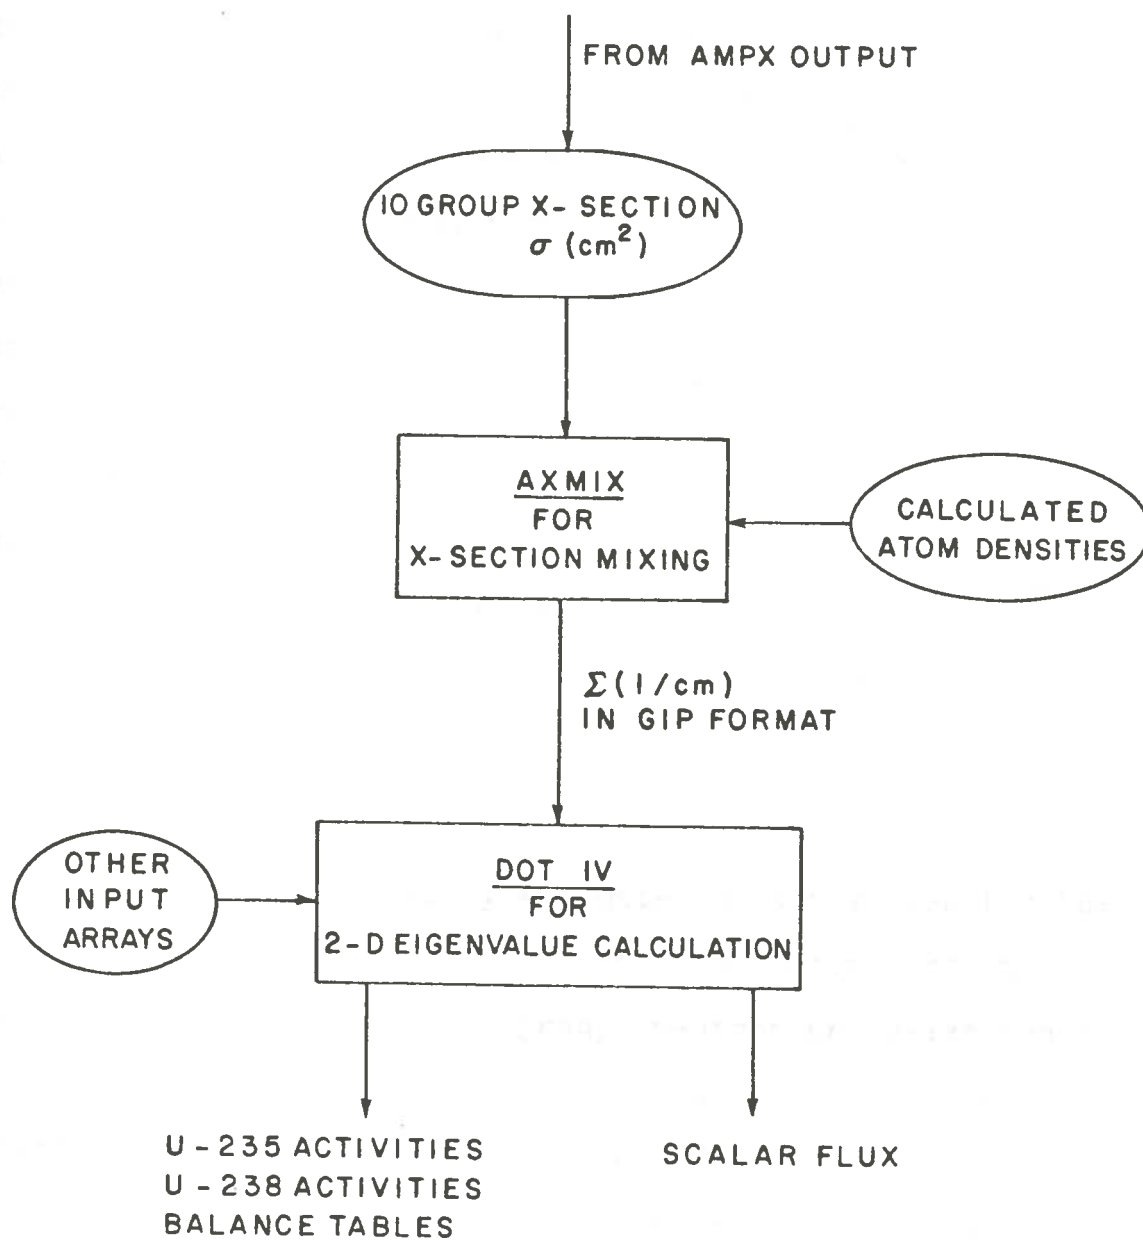 FROM AMPX OUTPUT
10 GROUP X- SECTION
σ (cm²)
AXMIX
FOR
X- SECTION MIXING
CALCULATED
ATOM DENSITIES
Σ(1/cm)
IN GIP FORMAT
OTHER
INPUT
ARRAYS
DOT IV
FOR
2-D EIGENVALUE CALCULATION
U-235 ACTIVITIES
U-238 ACTIVITIES
BALANCE TABLES
SCALAR FLUX